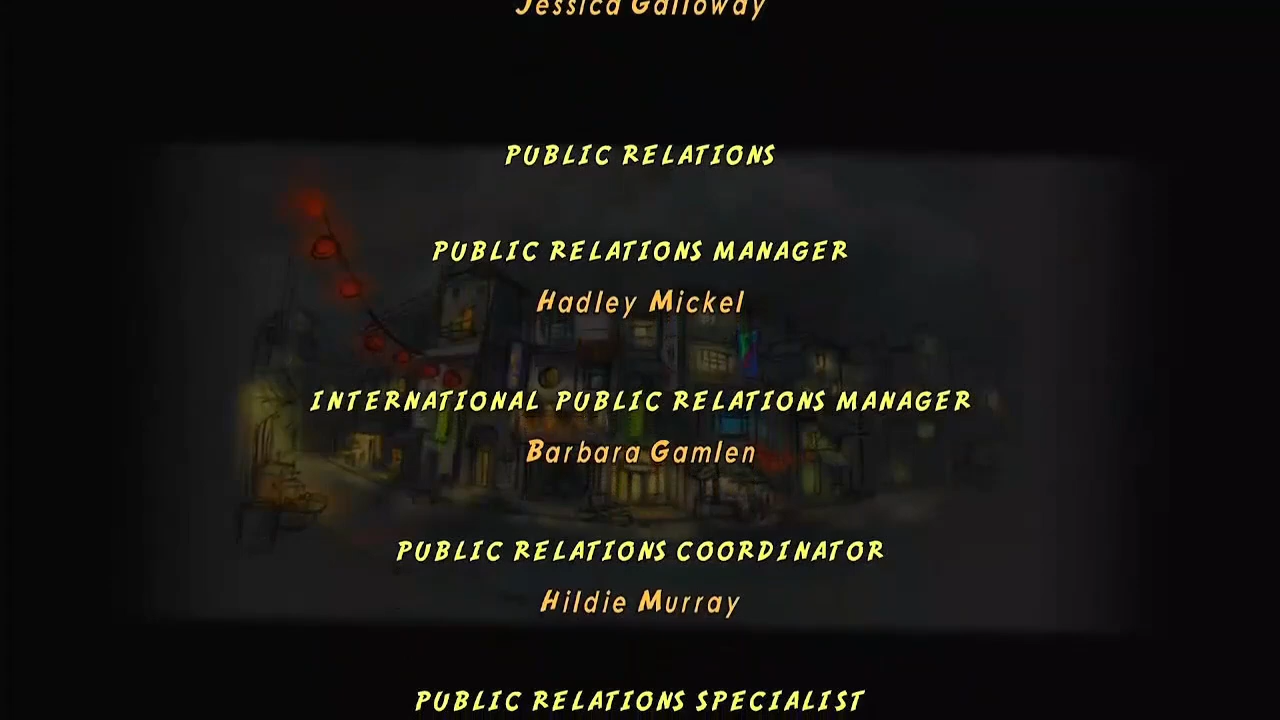 Jessica Galloway
PUBLIC RELATIONS
PUBLIC RELATIONS MANAGER
Hadley Mickel
INTERNATIONAL PUBLIC RELATIONS MANAGER
Barbara Gamlen
PUBLIC RELATIONS COORDINATOR
Hildie Murray
PUBLIC RELATIONS SPECIALIST